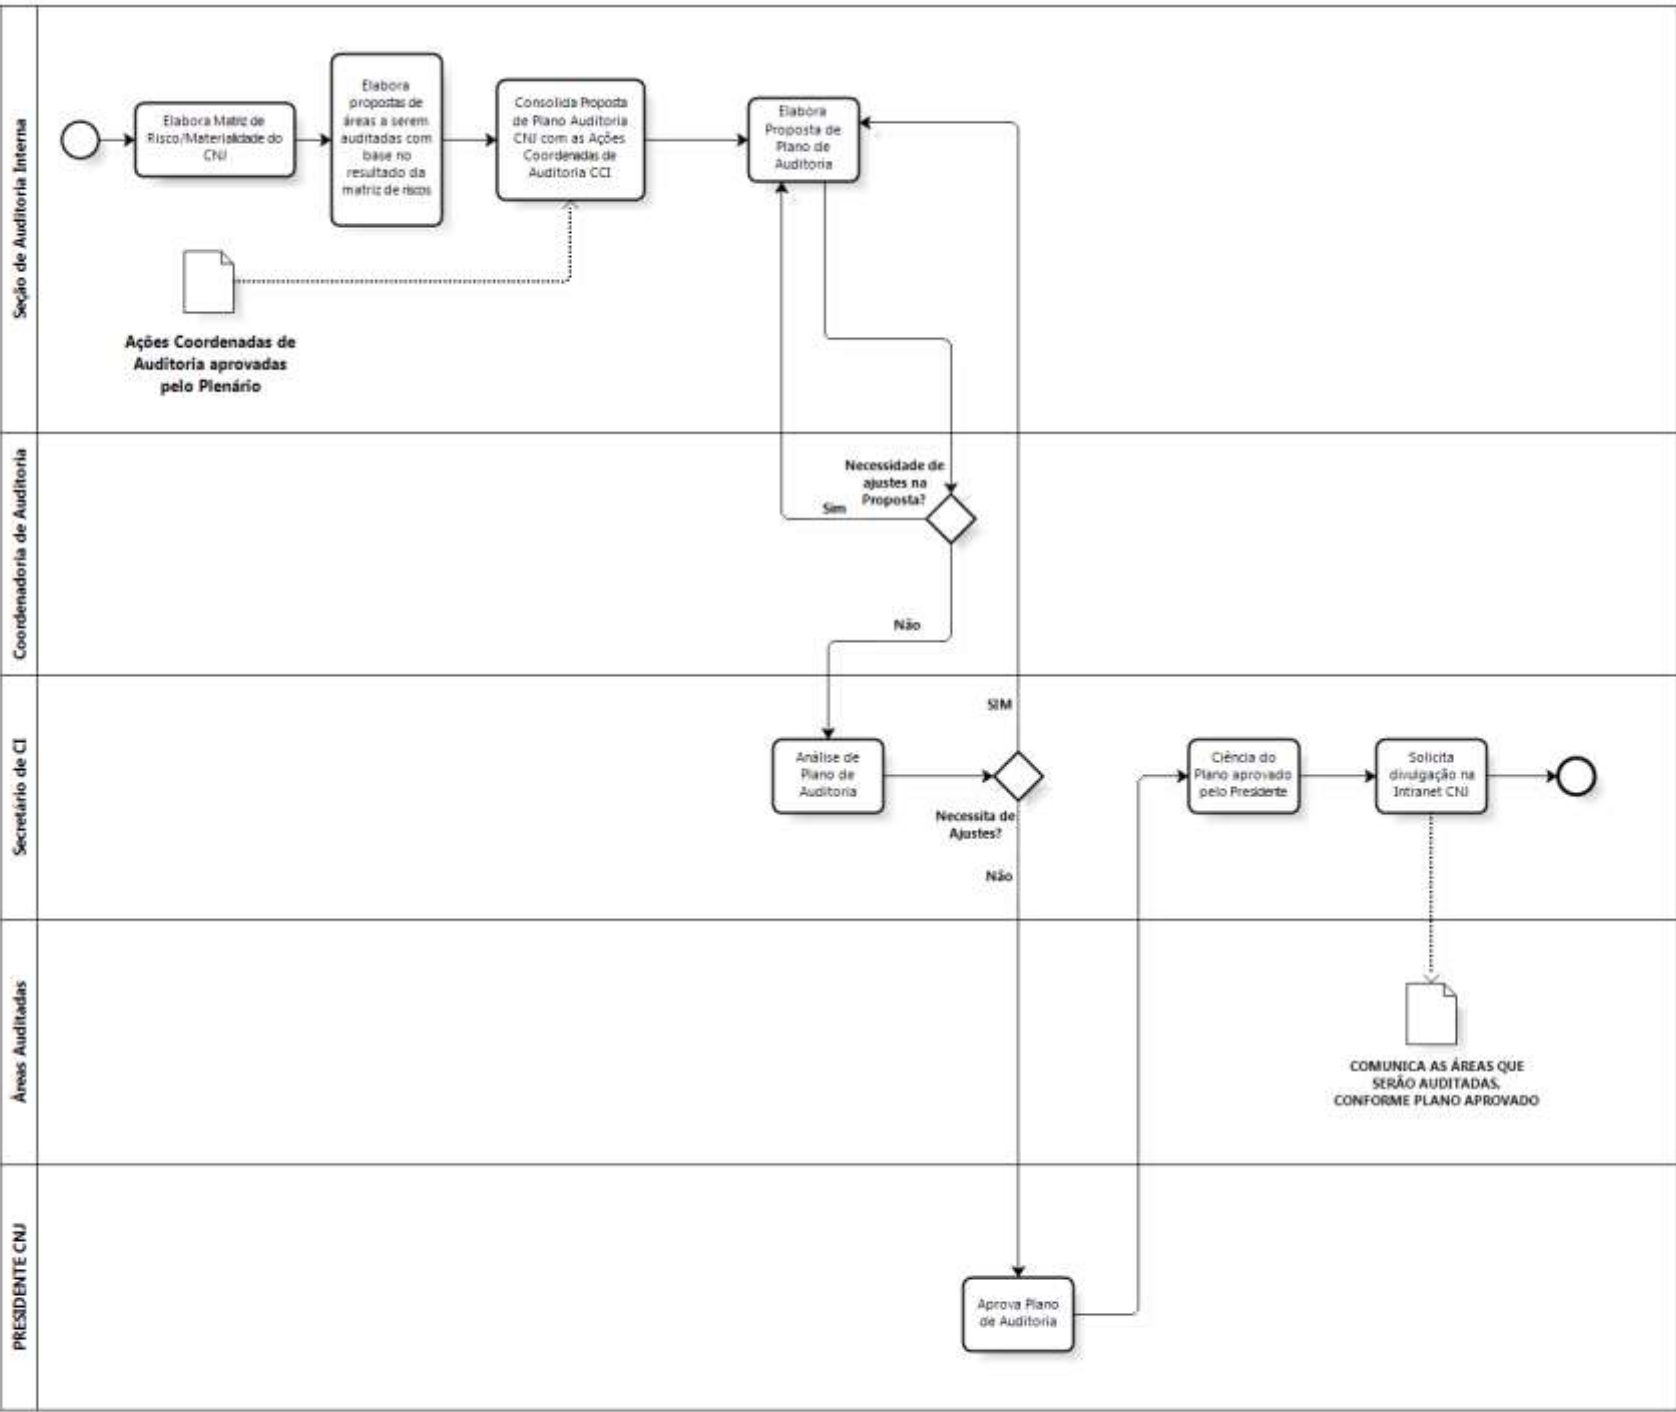 Seção de Auditoria Interna
Elabora Matriz de
Risco/Materialidade do
CNJ
Elabora
propostas de
áreas a serem
auditadas com
base no
resultado da
matriz de riscos
Consolida Proposta
de Plano Auditoria
CNJ com as Ações
Coordenadas de
Auditoria CCI
Elabora
Proposta de
Plano de
Auditoria
Ações Coordenadas de
Auditoria aprovadas
pelo Plenário
Coordenadoria de Auditoria
Necessidade de
ajustes na
Proposta?
Sim
Não
Secretário de CI
SIM
Análise de
Plano de
Auditoria
Necessita de
Ajustes?
Não
Ciência do
Plano aprovado
pelo Presidente
Solicita
divulgação na
Intranet CNJ
Áreas Auditadas
COMUNICA AS ÁREAS QUE
SERÃO AUDITADAS,
CONFORME PLANO APROVADO
PRESIDENTE CNJ
Aprova Plano
de Auditoria